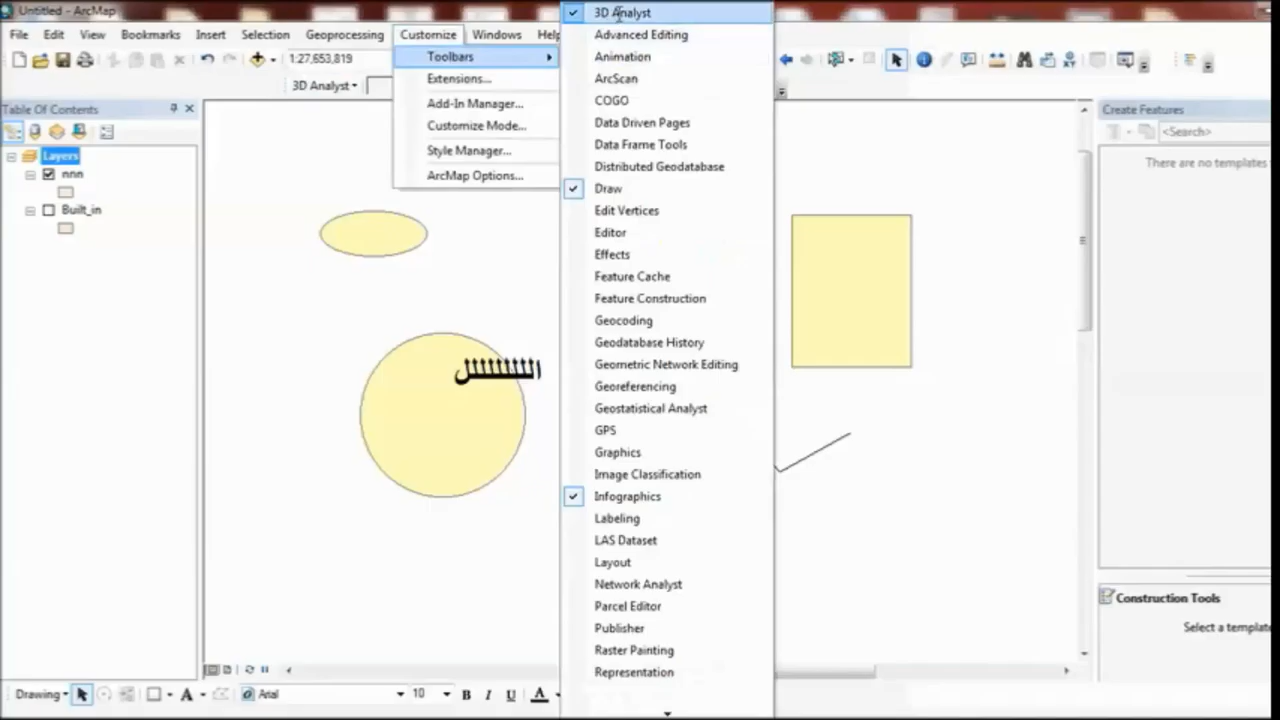 Untitled - ArcMap
File Edit View Bookmarks Insert Selection Geoprocessing Customize Windows Help
1:27,653,819
3D Analyst
Toolbars
Extensions...
Add-In Manager...
Customize Mode...
Style Manager...
ArcMap Options...
3D Analyst
Advanced Editing
Animation
ArcScan
COGO
Data Driven Pages
Data Frame Tools
Distributed Geodatabase
Draw
Edit Vertices
Editor
Effects
Feature Cache
Feature Construction
Geocoding
Geodatabase History
Geometric Network Editing
Georeferencing
Geostatistical Analyst
GPS
Graphics
Image Classification
Infographics
Labeling
LAS Dataset
Layout
Network Analyst
Parcel Editor
Publisher
Raster Painting
Representation
Table Of Contents
Layers
nnn
Built_in
Create Features
<Search>
There are no templates
Construction Tools
Select a template
Drawing
A
Arial
10
B I U A